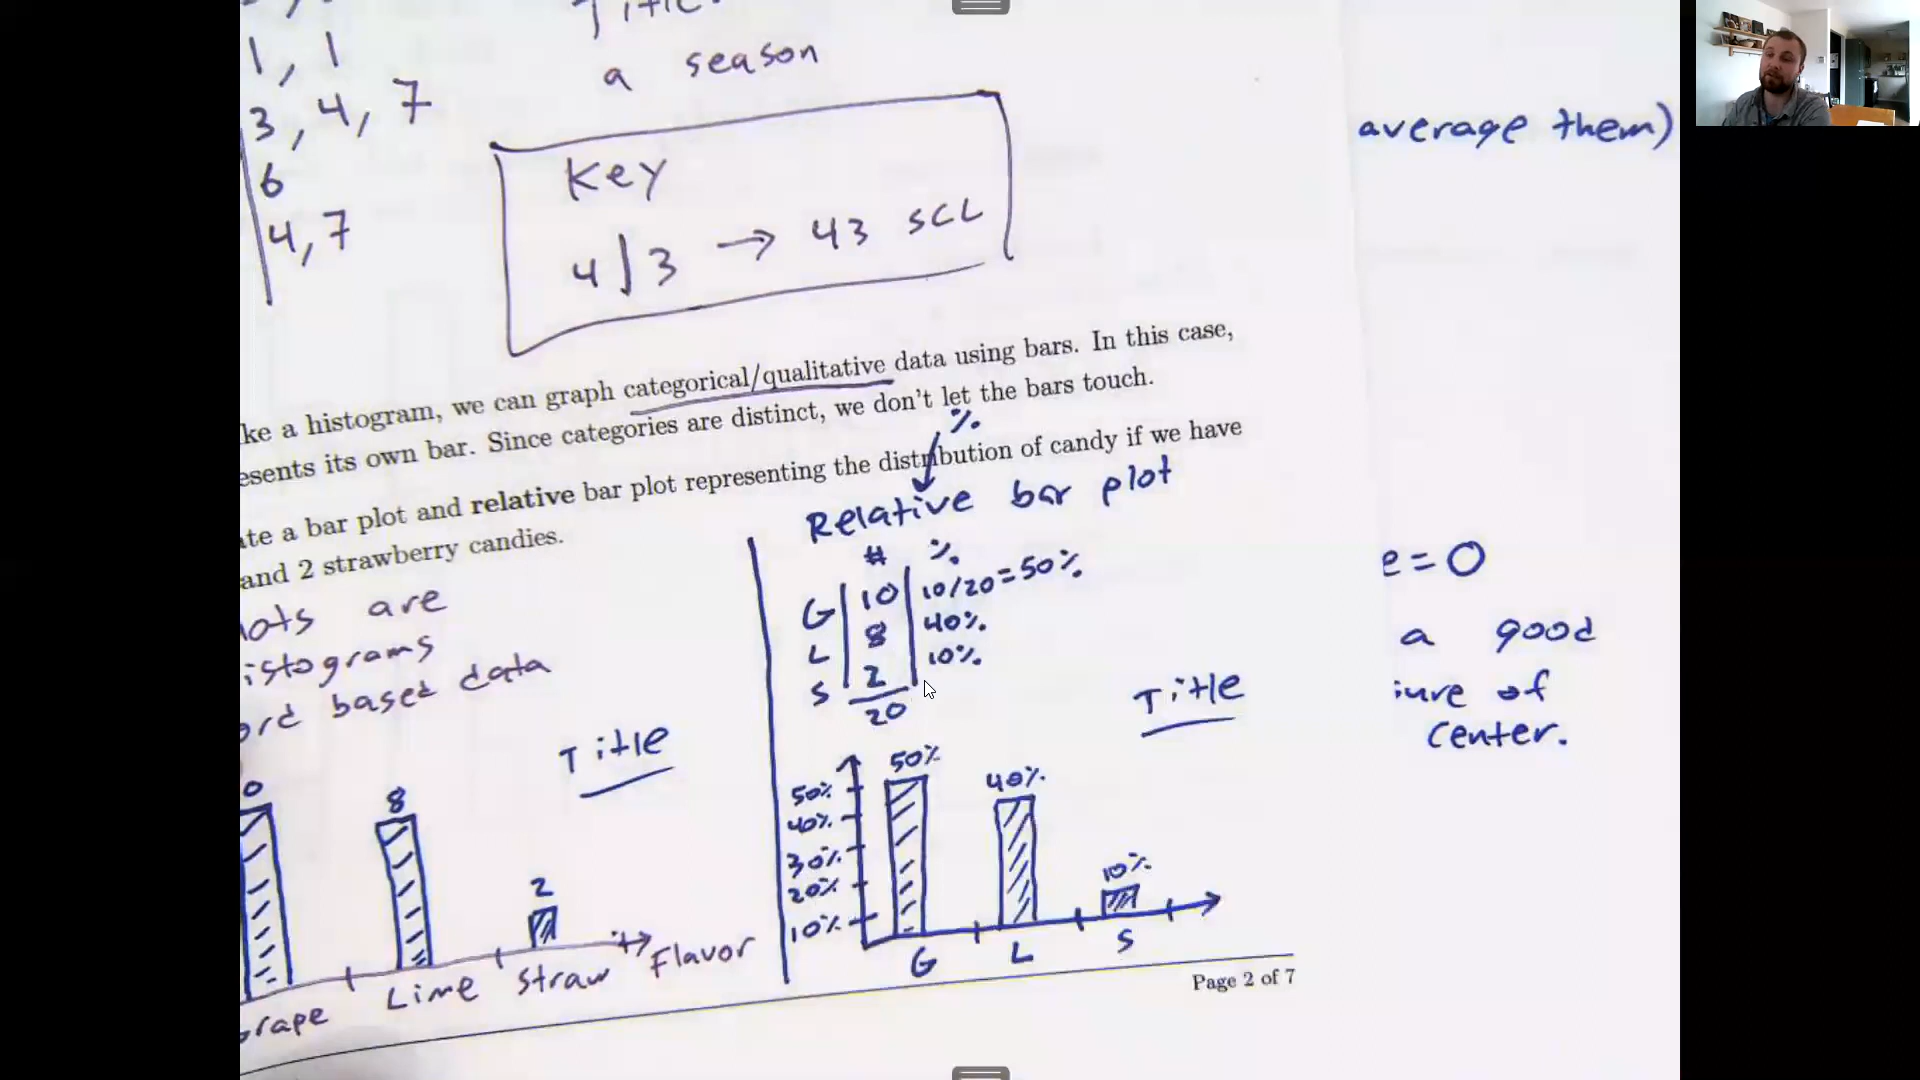 1, 1
3, 4, 7
6
4, 7
Title
a season
Key
4|3 → 43 SCL
average them)
ke a histogram, we can graph categorical/qualitative data using bars. In this case,
esents its own bar. Since categories are distinct, we don't let the bars touch.
%
ate a bar plot and relative bar plot representing the distribution of candy if we have
and 2 strawberry candies.
ots are
istograms
ord based data
Title
0
8
2
rape
Lime
Straw
Flavor
Relative bar plot
# %
G 10 10/20 = 50%
L 8 40%
S 2 10%
20
Title
50%
40%
10%
50%
40%
30%
20%
10%
G
L
S
Page 2 of 7
e = 0
a good
ure of
center.